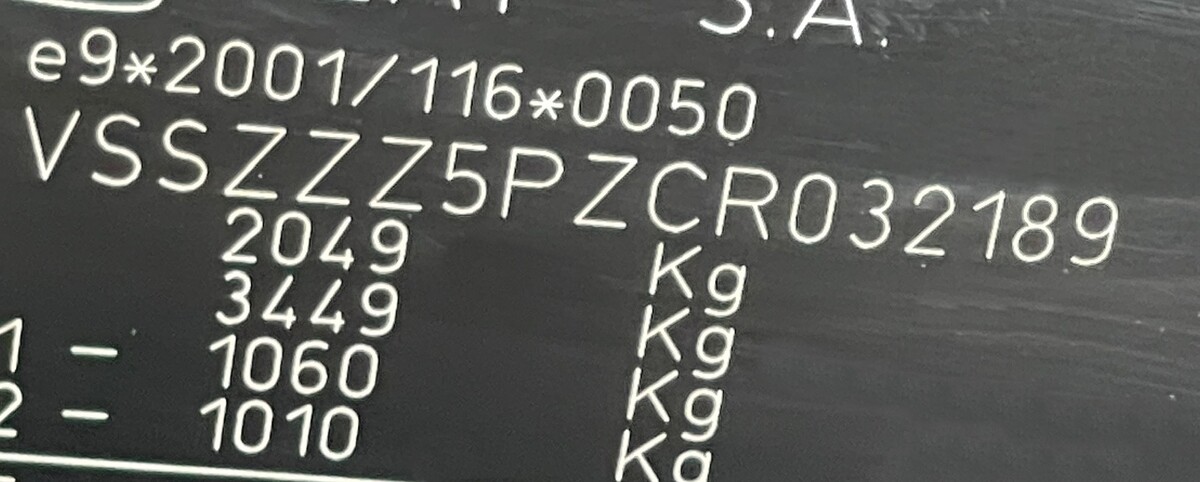 S.A.
e9*2001/116*0050
VSSZZZ5PZCR032189
2049 Kg
3449 Kg
1 - 1060 Kg
2 - 1010 Kg